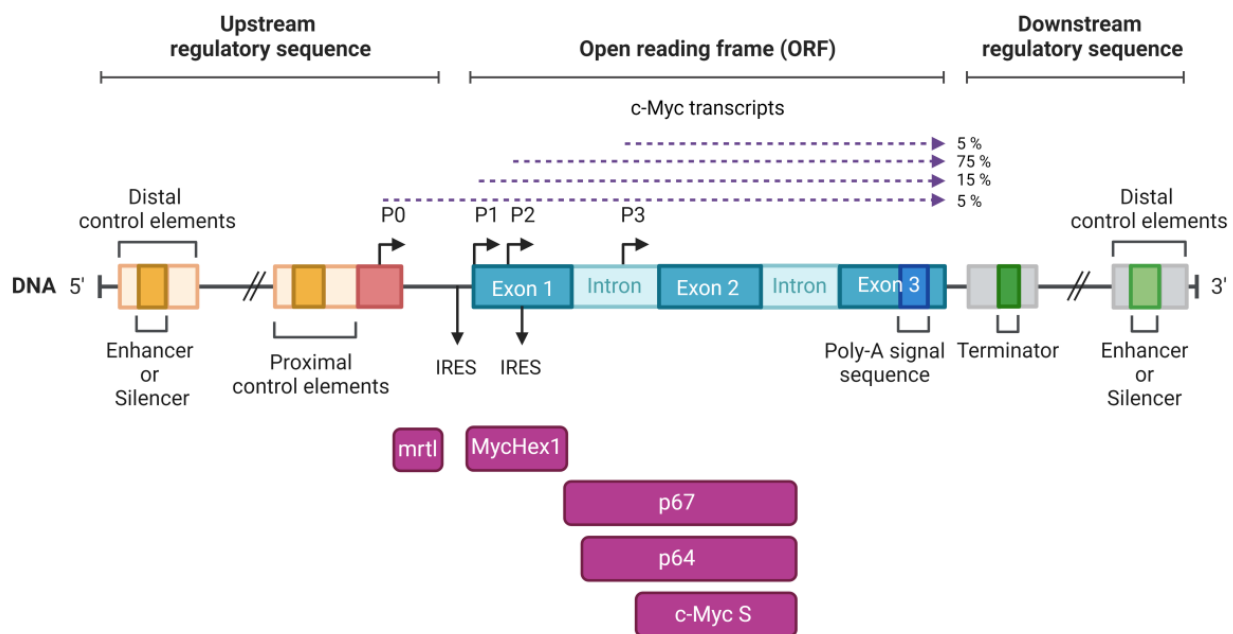 Upstream
regulatory sequence
Open reading frame (ORF)
Downstream
regulatory sequence
c-Myc transcripts
5 %
75 %
15 %
5 %
Distal
control elements
P0
P1
P2
P3
Distal
control elements
DNA
5'
Exon 1
Intron
Exon 2
Intron
Exon 3
3'
Enhancer
or
Silencer
Proximal
control elements
IRES
IRES
Poly-A signal
sequence
Terminator
Enhancer
or
Silencer
mrtl
MycHex1
p67
p64
c-Myc S